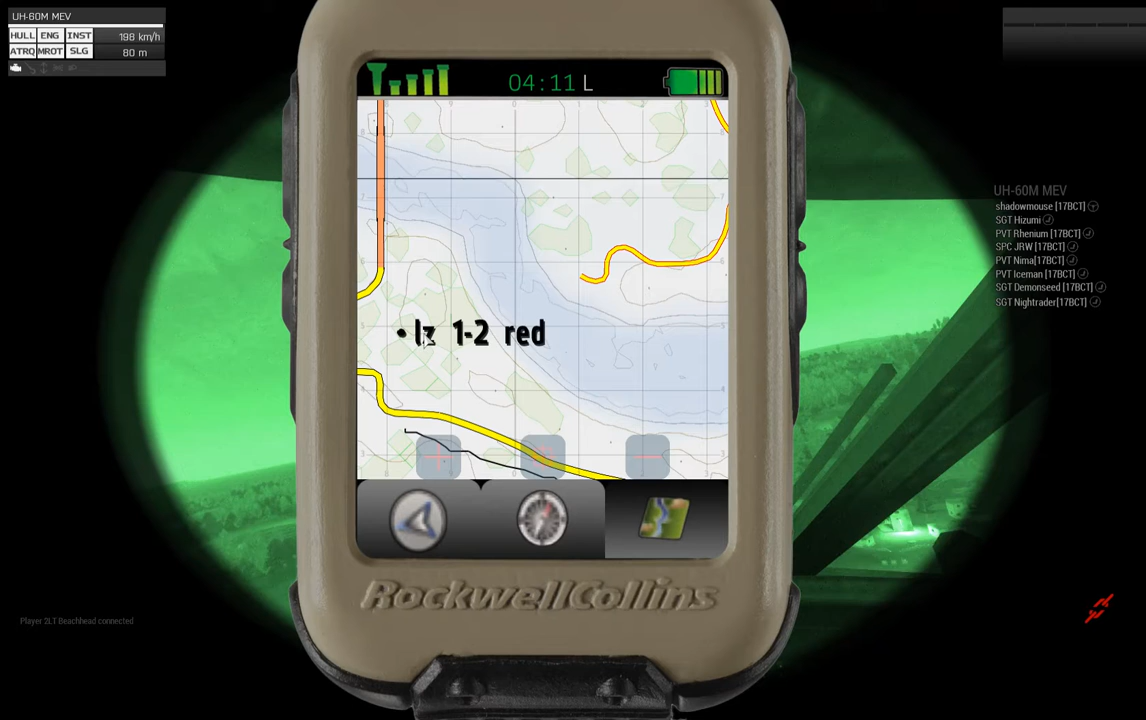 UH-60M MEV
HULL ENG INST 198 km/h
ATRQ MROT SLG 80 m
04:11 L
lz 1-2 red
RockwellCollins
UH-60M MEV
shadowmouse [17BCT]
SGT Hizumi
PVT Rhenium [17BCT]
SPC JRW [17BCT]
PVT Nima[17BCT]
PVT Iceman [17BCT]
SGT Demonseed [17BCT]
SGT Nightrader[17BCT]
Player 2LT Beachhead connected